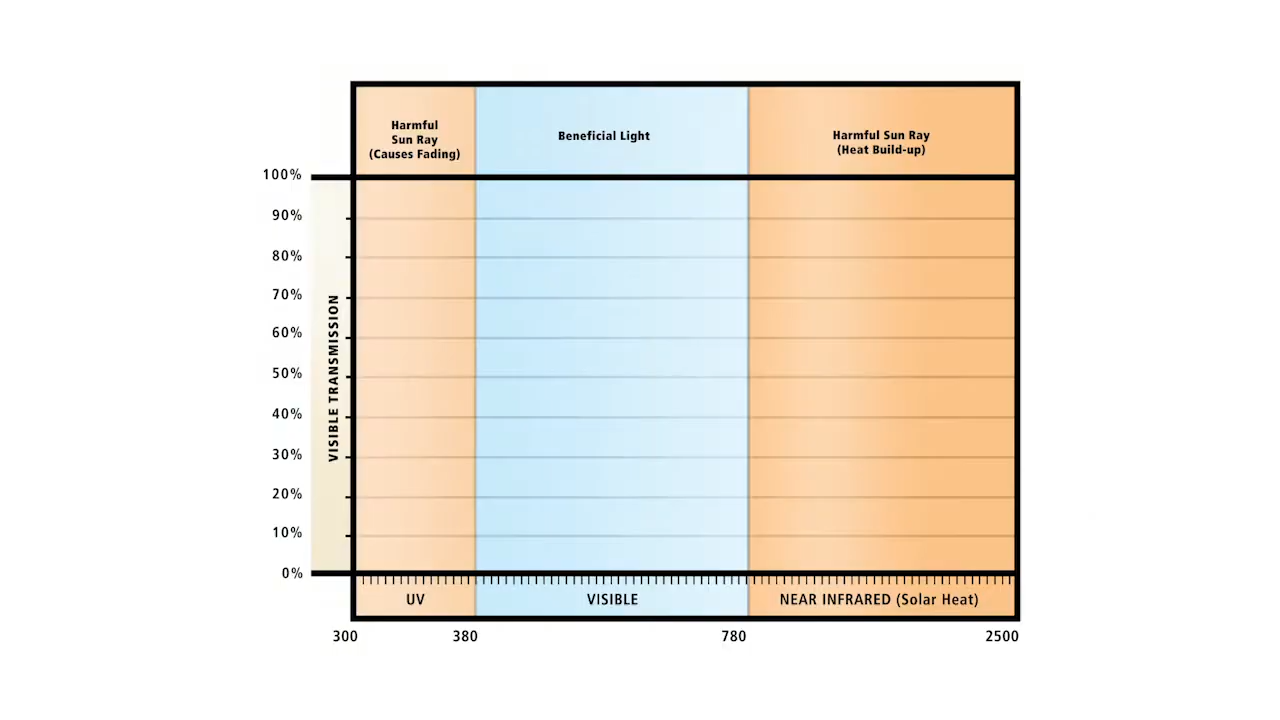 Harmful
Sun Ray
(Causes Fading)
Beneficial Light
Harmful Sun Ray
(Heat Build-up)
100%
90%
80%
70%
60%
50%
40%
30%
20%
10%
0%
VISIBLE TRANSMISSION
UV
VISIBLE
NEAR INFRARED (Solar Heat)
300
380
780
2500